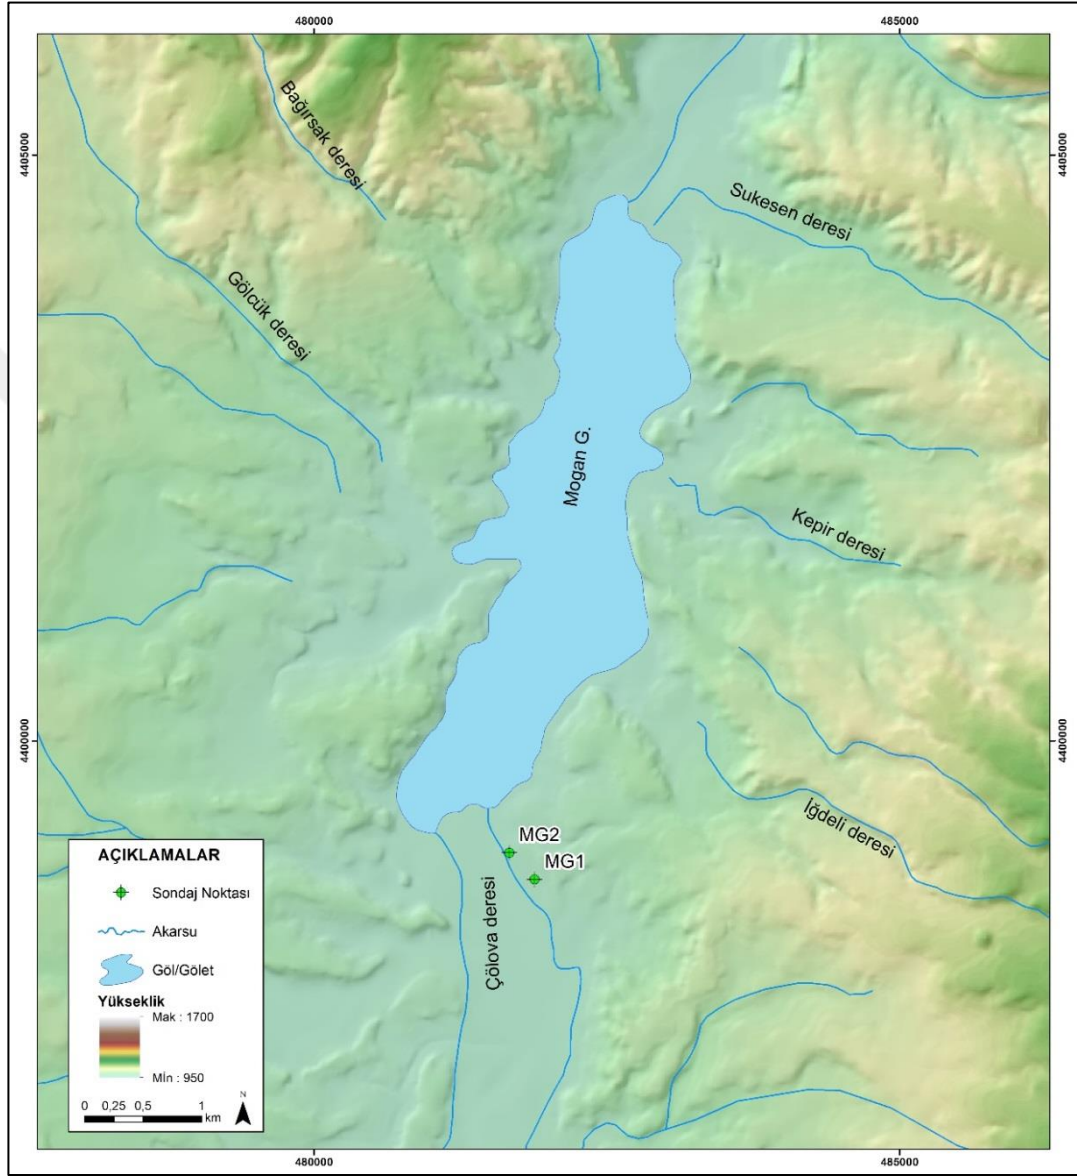 480000
485000
4405000
4405000
Bağırsak deresi
Sukesen deresi
Gölcük deresi
Mogan G.
Kepir deresi
4400000
4400000
İğdeli deresi
MG2
MG1
Çölova deresi
AÇIKLAMALAR
Sondaj Noktası
Akarsu
Göl/Gölet
Yükseklik
Mak : 1700
Mİn : 950
0 0,25 0,5 1
km
N
480000
485000